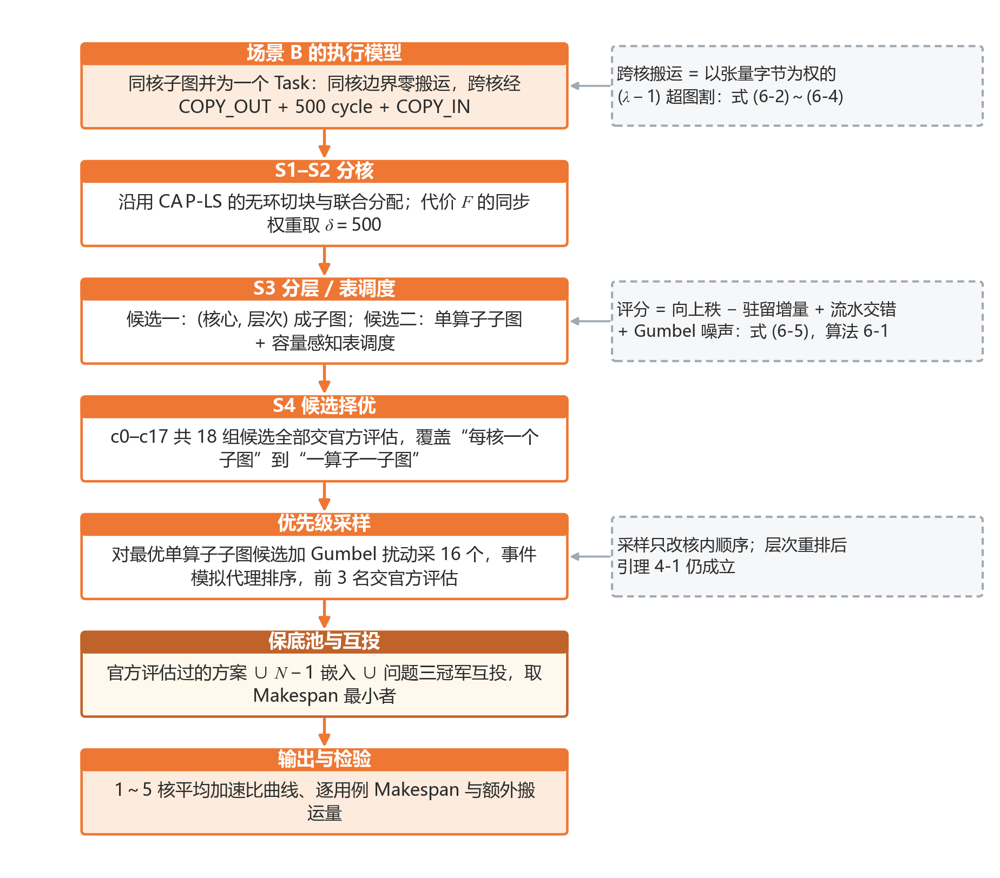 场景 B 的执行模型
同核子图并为一个 Task：同核边界零搬运，跨核经
COPY_OUT + 500 cycle + COPY_IN
跨核搬运 = 以张量字节为权的
(λ – 1) 超图割：式 (6-2) ~ (6-4)
S1–S2 分核
沿用 CAP-LS 的无环切块与联合分配；代价 F 的同步
权重取 δ = 500
S3 分层 / 表调度
候选一：(核心, 层次) 成子图；候选二：单算子子图
+ 容量感知表调度
评分 = 向上秩 − 驻留增量 + 流水交错
+ Gumbel 噪声：式 (6-5)，算法 6-1
S4 候选择优
c0–c17 共 18 组候选全部交官方评估，覆盖“每核一个
子图”到“一算子一子图”
优先级采样
对最优单算子子图候选加 Gumbel 扰动采 16 个，事件
模拟代理排序，前 3 名交官方评估
采样只改核内顺序；层次重排后
引理 4-1 仍成立
保底池与互投
官方评估过的方案 ∪ N – 1 嵌入 ∪ 问题三冠军互投，取
Makespan 最小者
输出与检验
1 ~ 5 核平均加速比曲线、逐用例 Makespan 与额外搬
运量